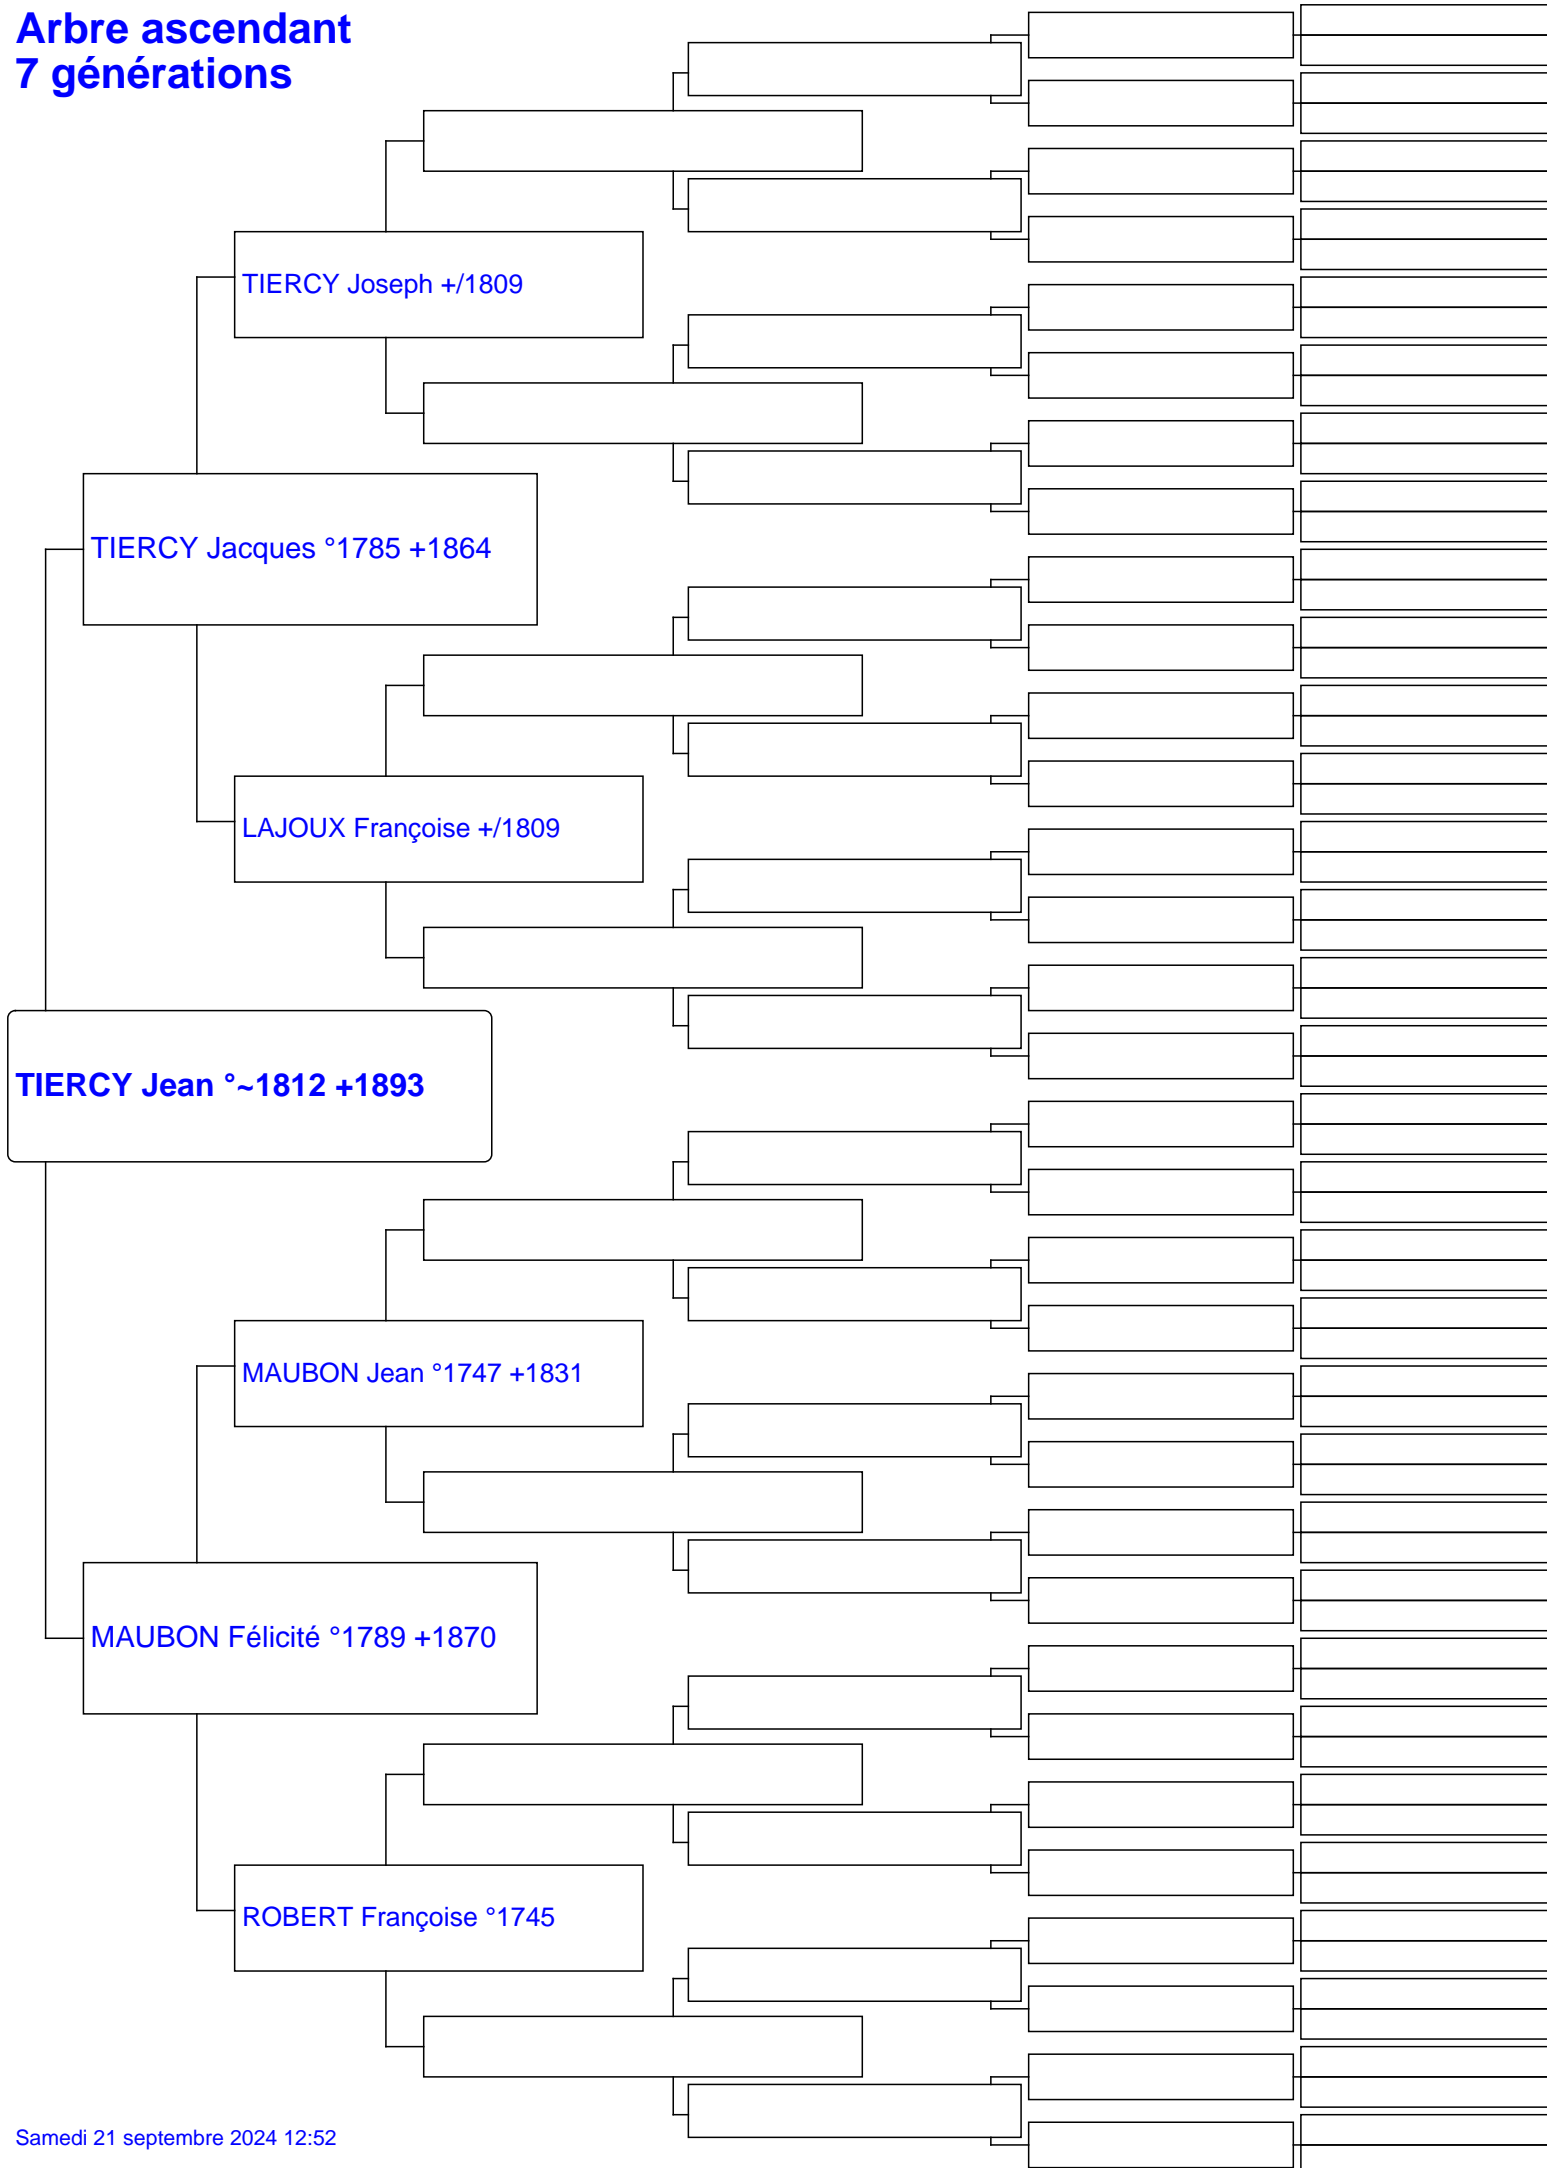 Arbre ascendant
7 générations
TIERCY Joseph +/1809
TIERCY Jacques °1785 +1864
LAJOUX Françoise +/1809
TIERCY Jean °~1812 +1893
MAUBON Jean °1747 +1831
MAUBON Félicité °1789 +1870
ROBERT Françoise °1745
Samedi 21 septembre 2024 12:52